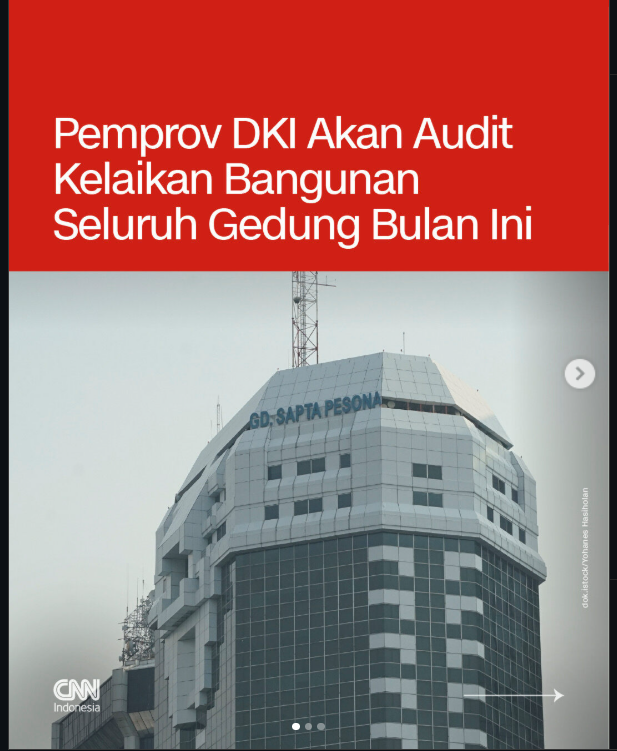 Pemprov DKI Akan Audit
Kelaikan Bangunan
Seluruh Gedung Bulan Ini
GD. SAPTA PESONA
dok.istock/Yohanes Hasiholan
CNN
Indonesia